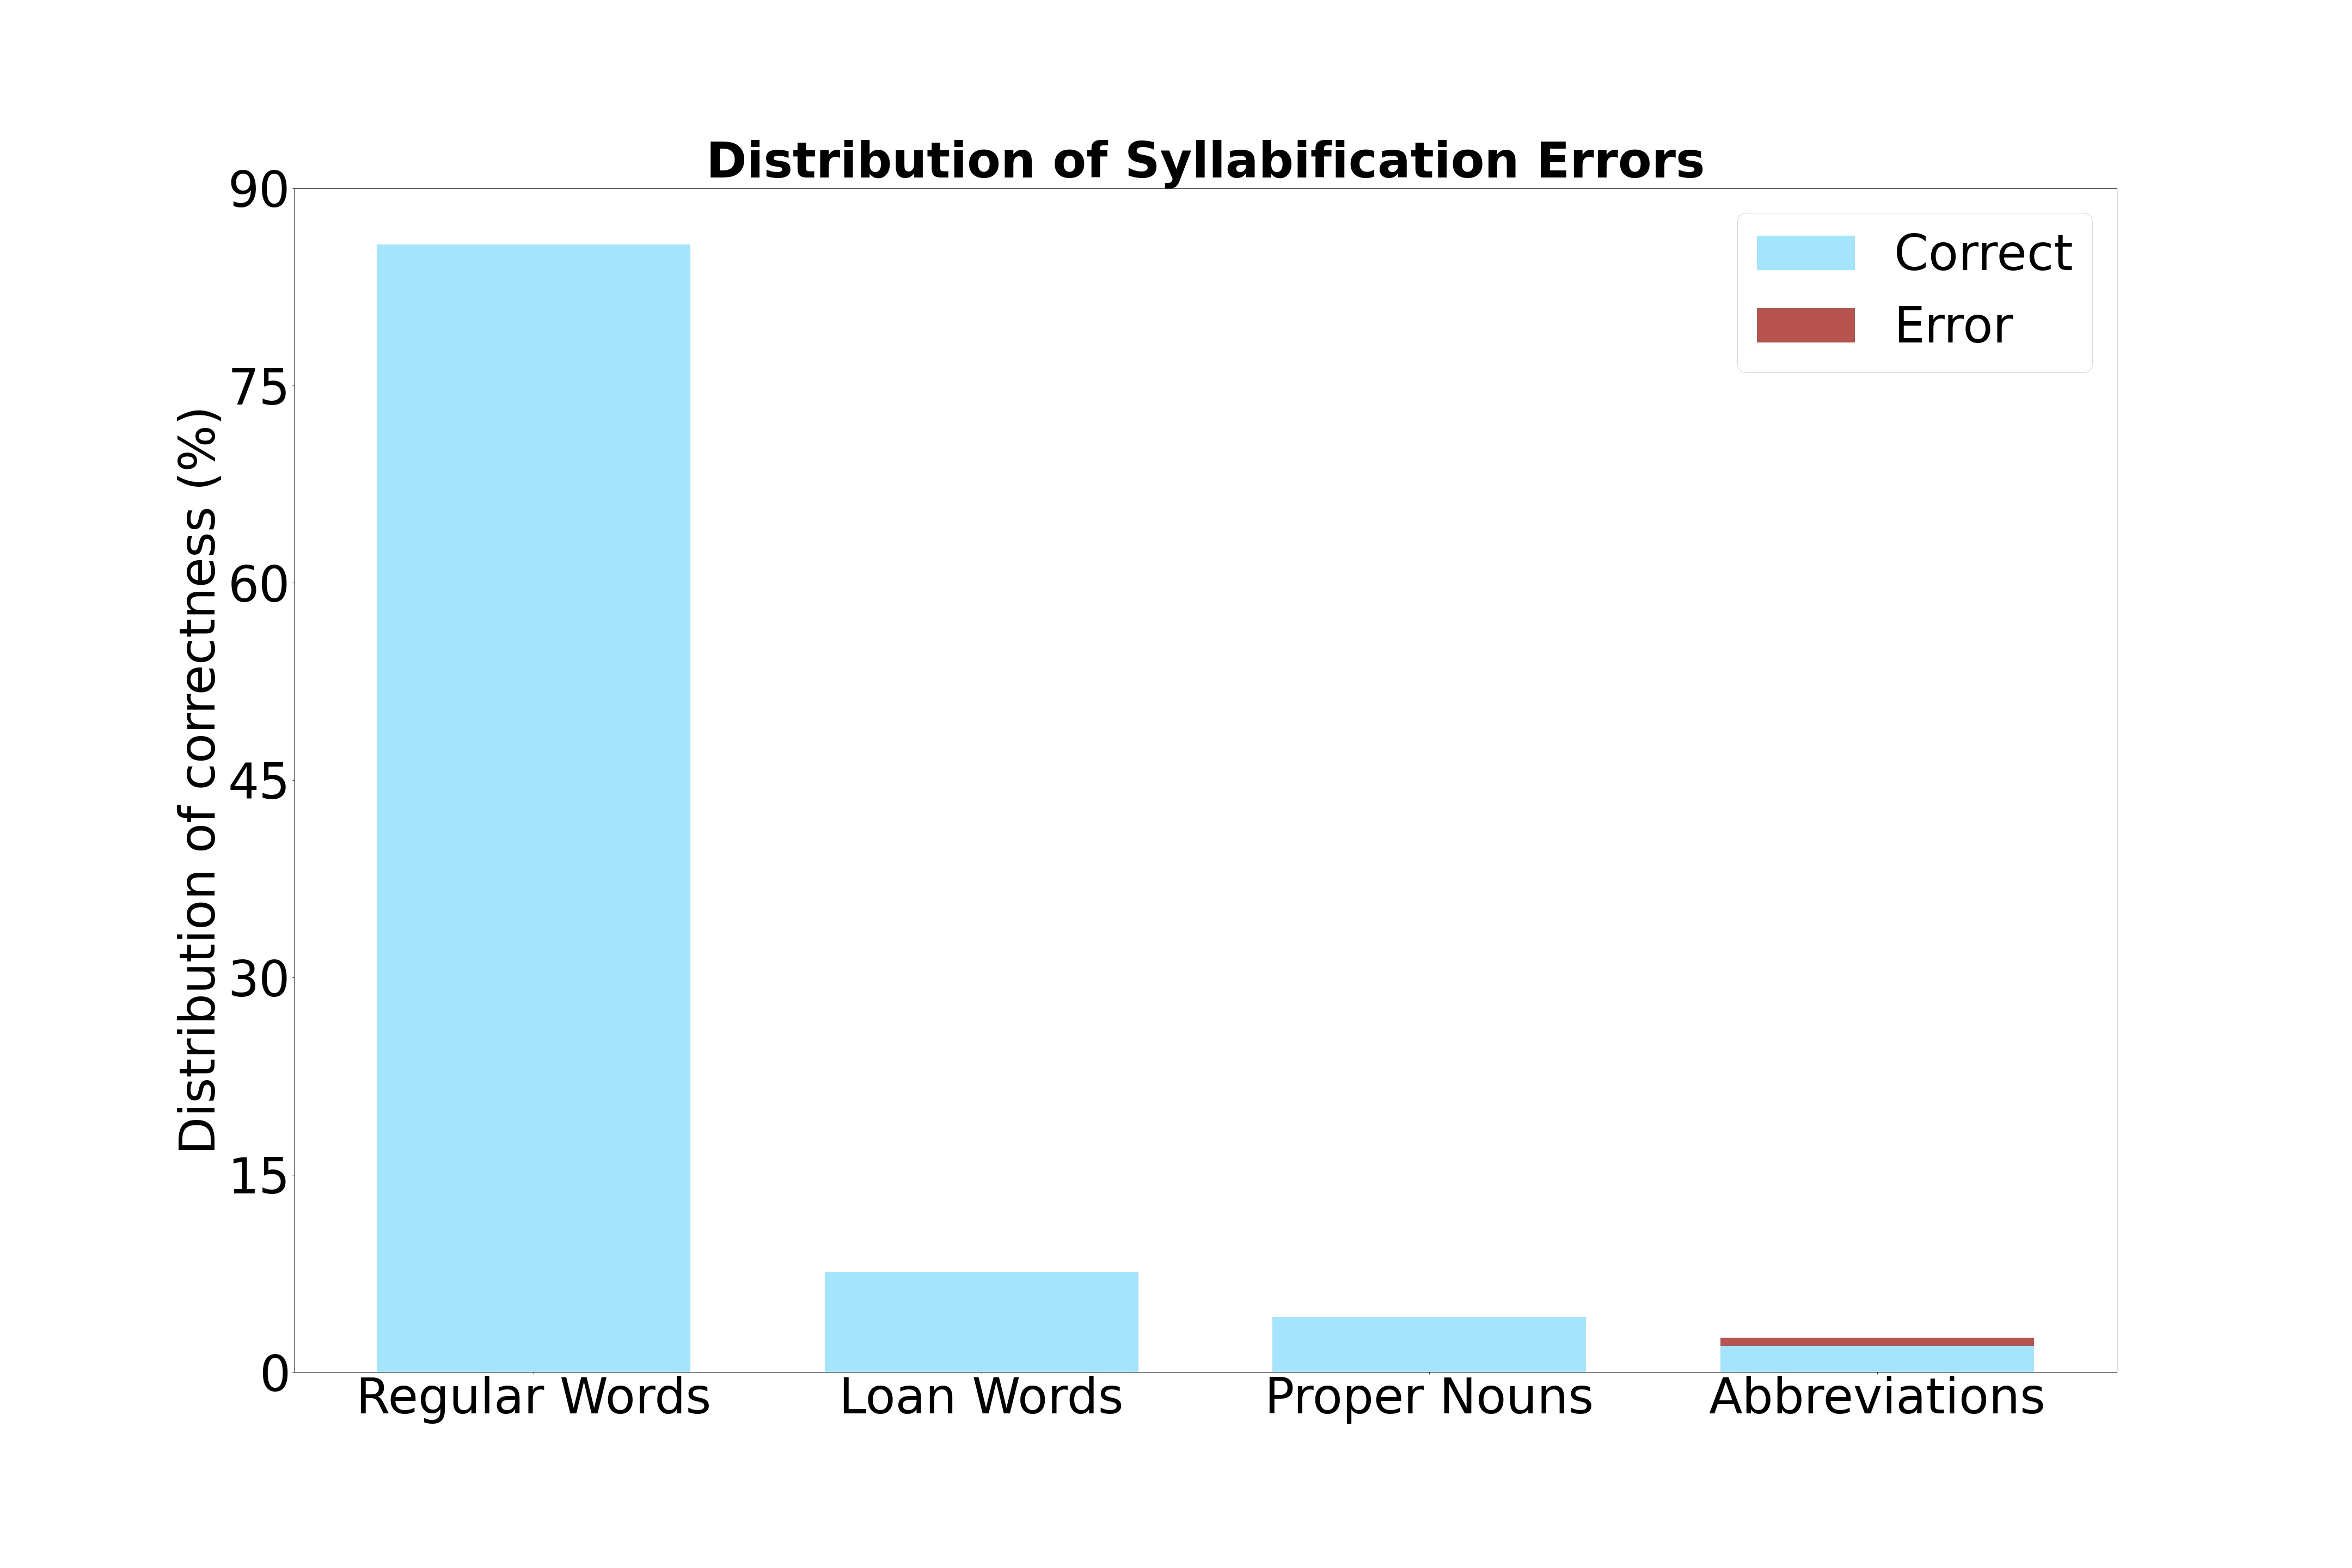 Distribution of Syllabification Errors
Correct
Error
Distribution of correctness (%)
90
75
60
45
30
15
0
Regular Words
Loan Words
Proper Nouns
Abbreviations